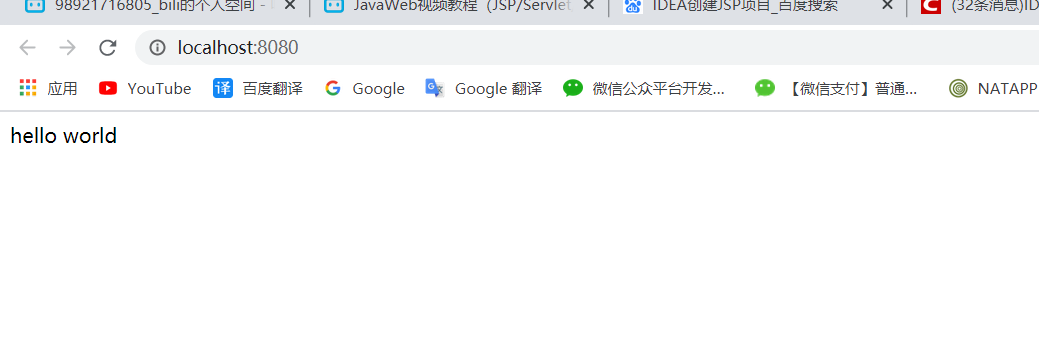 98921716805_bili的个人空间 -
JavaWeb视频教程（JSP/Servlet
IDEA创建JSP项目_百度搜索
(32条消息)ID
localhost:8080
应用
YouTube
译 百度翻译
Google
Google 翻译
微信公众平台开发...
【微信支付】普通...
NATAPP
hello world